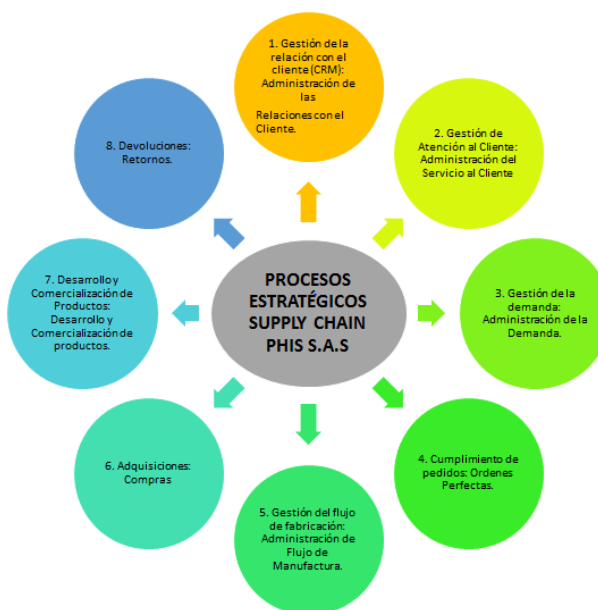 1. Gestión de la
relación con el
cliente (CRM):
Administración de
las
Relaciones con el
Cliente.
2. Gestión de
Atención al Cliente:
Administración del
Servicio al Cliente
3. Gestión de la
demanda:
Administración de la
Demanda.
4. Cumplimiento de
pedidos: Ordenes
Perfectas.
5. Gestión del flujo
de fabricación:
Administración de
Flujo de
Manufactura.
6. Adquisiciones:
Compras
7. Desarrollo y
Comercialización de
Productos:
Desarrollo y
Comercialización de
productos.
8. Devoluciones:
Retornos.
PROCESOS
ESTRATÉGICOS
SUPPLY CHAIN
PHIS S.A.S